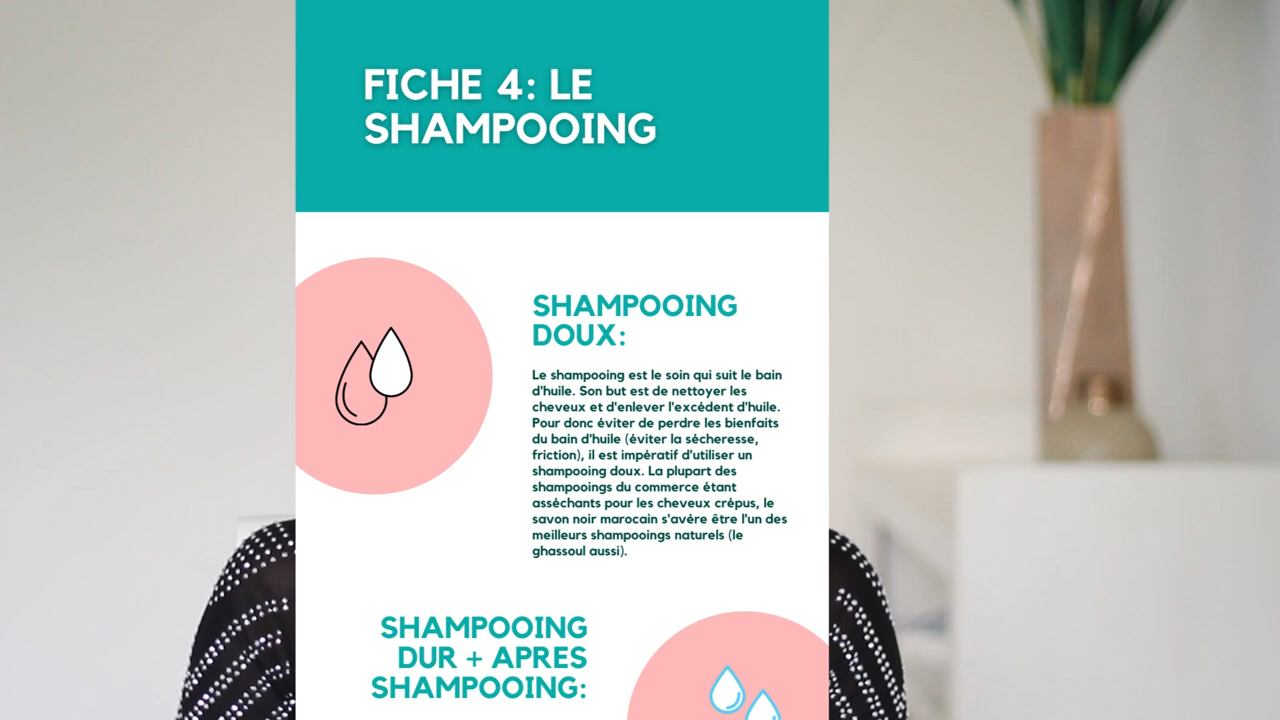 FICHE 4: LE
SHAMPOOING
SHAMPOOING
DOUX:
Le shampooing est le soin qui suit le bain
d'huile. Son but est de nettoyer les
cheveux et d'enlever l'excédent d'huile.
Pour donc éviter de perdre les bienfaits
du bain d'huile (éviter la sécheresse,
friction), il est impératif d'utiliser un
shampooing doux. La plupart des
shampooings du commerce étant
asséchants pour les cheveux crépus, le
savon noir marocain s'avère être l'un des
meilleurs shampooings naturels (le
ghassoul aussi).
SHAMPOOING
DUR + APRES
SHAMPOOING: